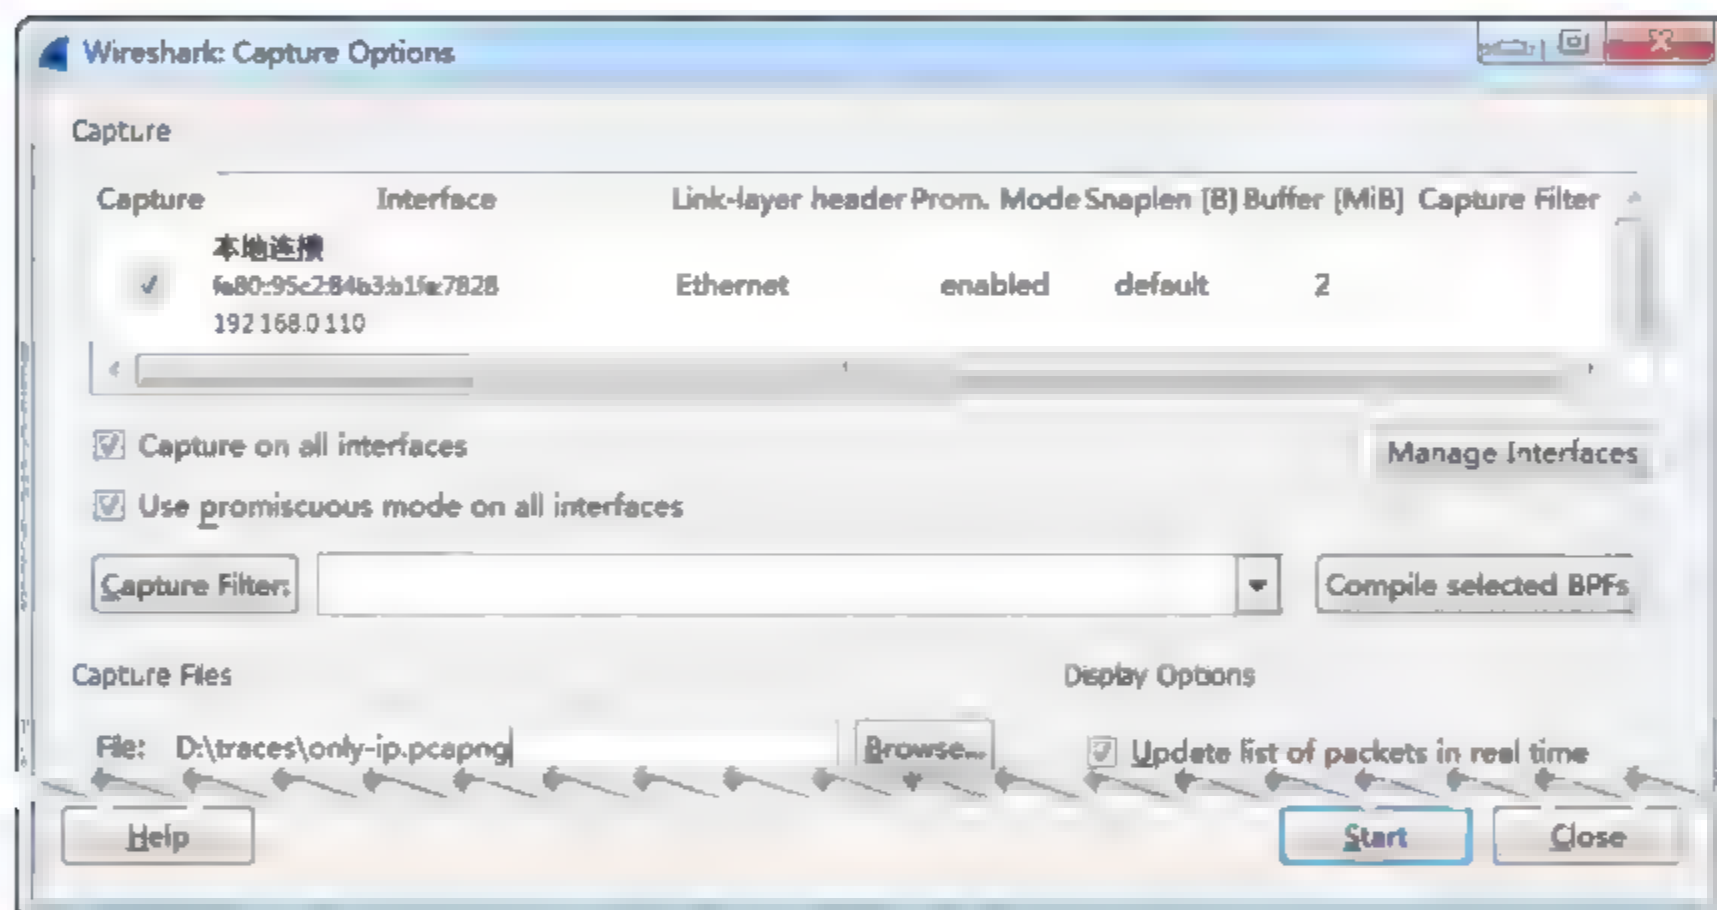 Wireshark: Capture Options
Capture
Capture Interface Link-layer header Prom. Mode Snaplen [B] Buffer [MiB] Capture Filter
本地连接
fe80::95c2:84b3:b1fe:7828 Ethernet enabled default 2
192.168.0.110
Capture on all interfaces
Manage Interfaces
Use promiscuous mode on all interfaces
Capture Filter: Compile selected BPFs
Capture Files Display Options
File: D:\traces\only-ip.pcapng Browse... Update list of packets in real time
Help Start Close